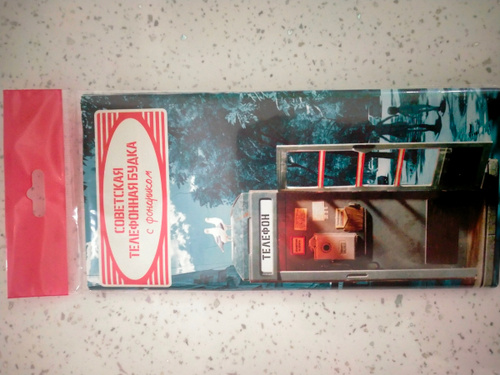 СОВЕТСКАЯ
ТЕЛЕФОННАЯ БУДКА
с фонариком
ТЕЛЕФОН